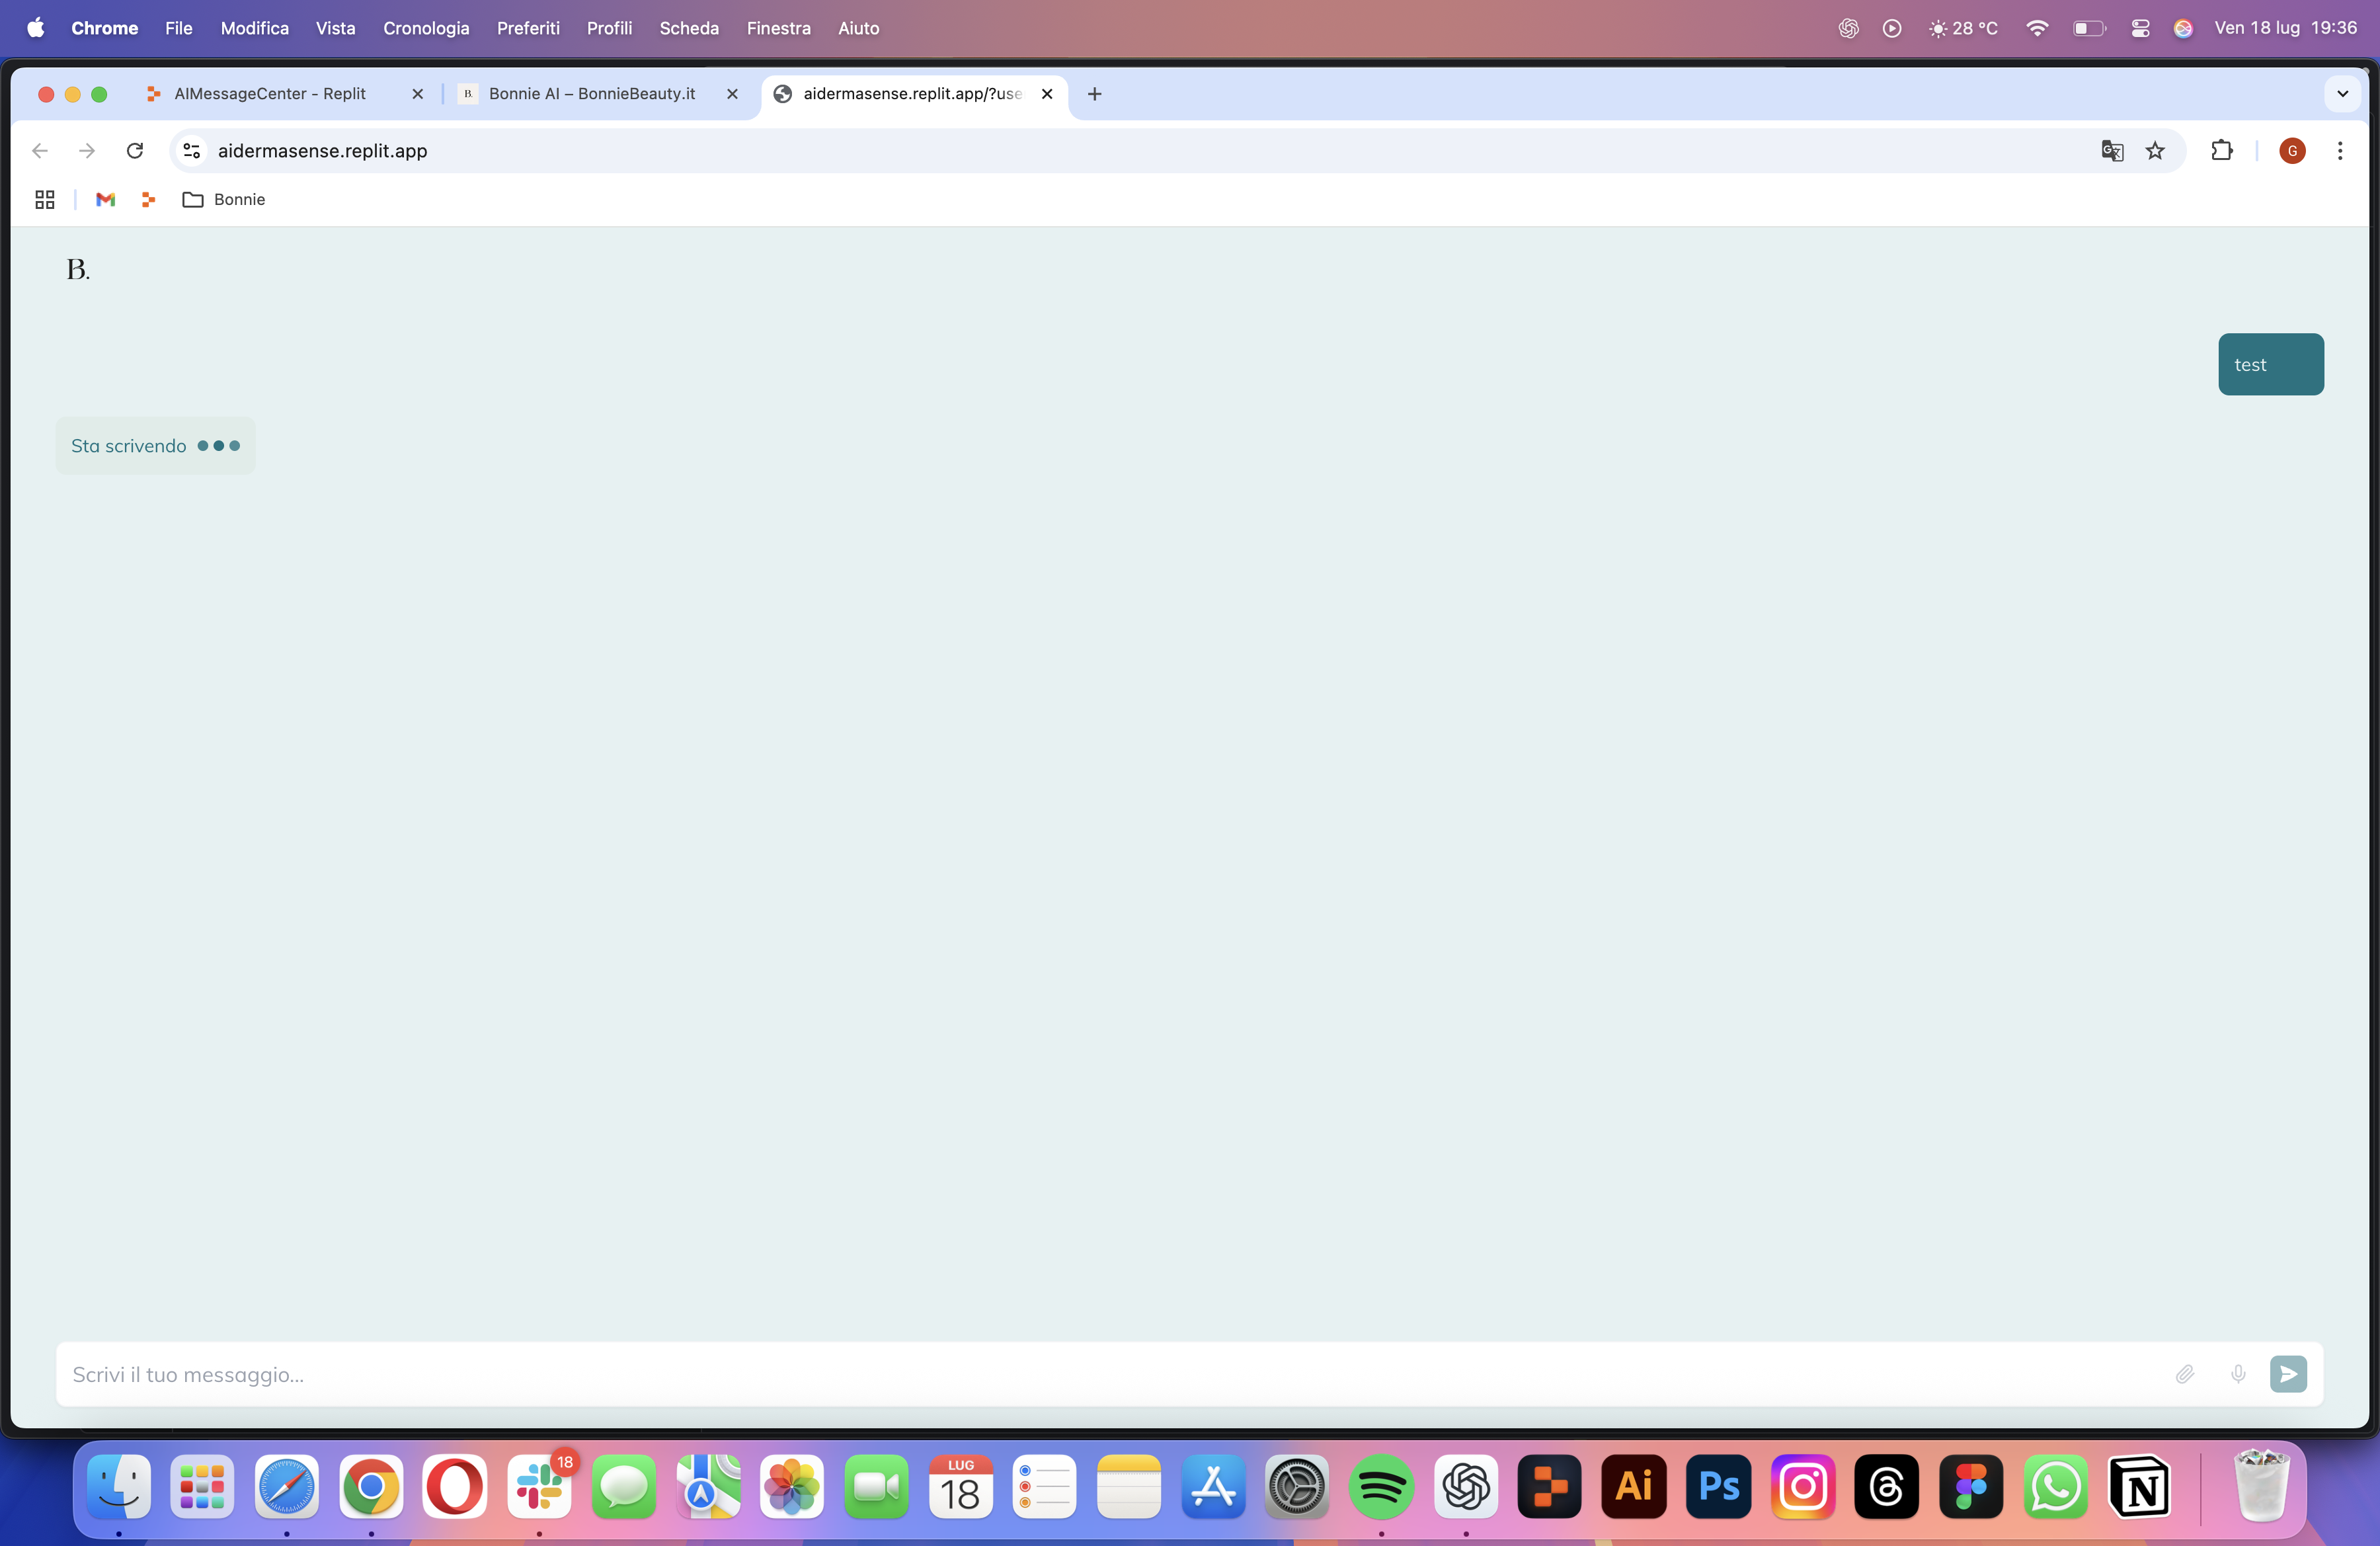 Chrome File Modifica Vista Cronologia Preferiti Profili Scheda Finestra Aiuto 28 °C Ven 18 lug 19:36
AIMessageCenter - Replit B. Bonnie AI – BonnieBeauty.it aidermasense.replit.app/?use
aidermasense.replit.app G
Bonnie
B.
test
Sta scrivendo
Scrivi il tuo messaggio...
18
LUG
18
Ai
Ps
N